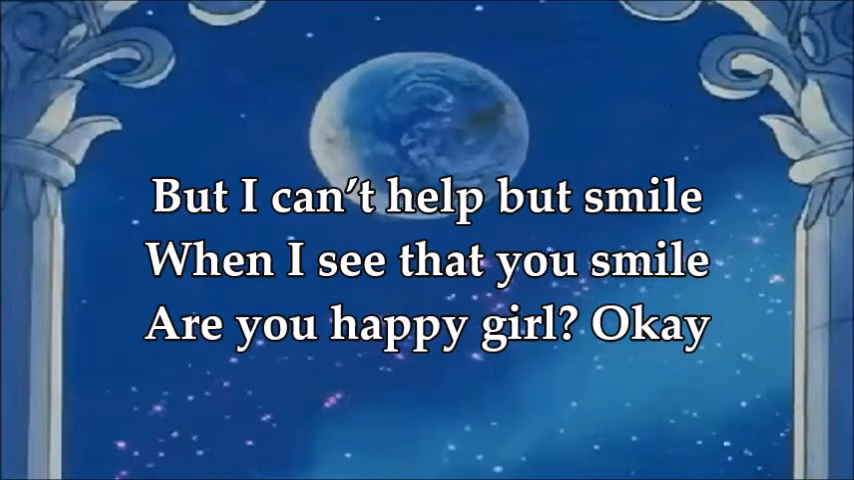 But I can’t help but smile
When I see that you smile
Are you happy girl? Okay